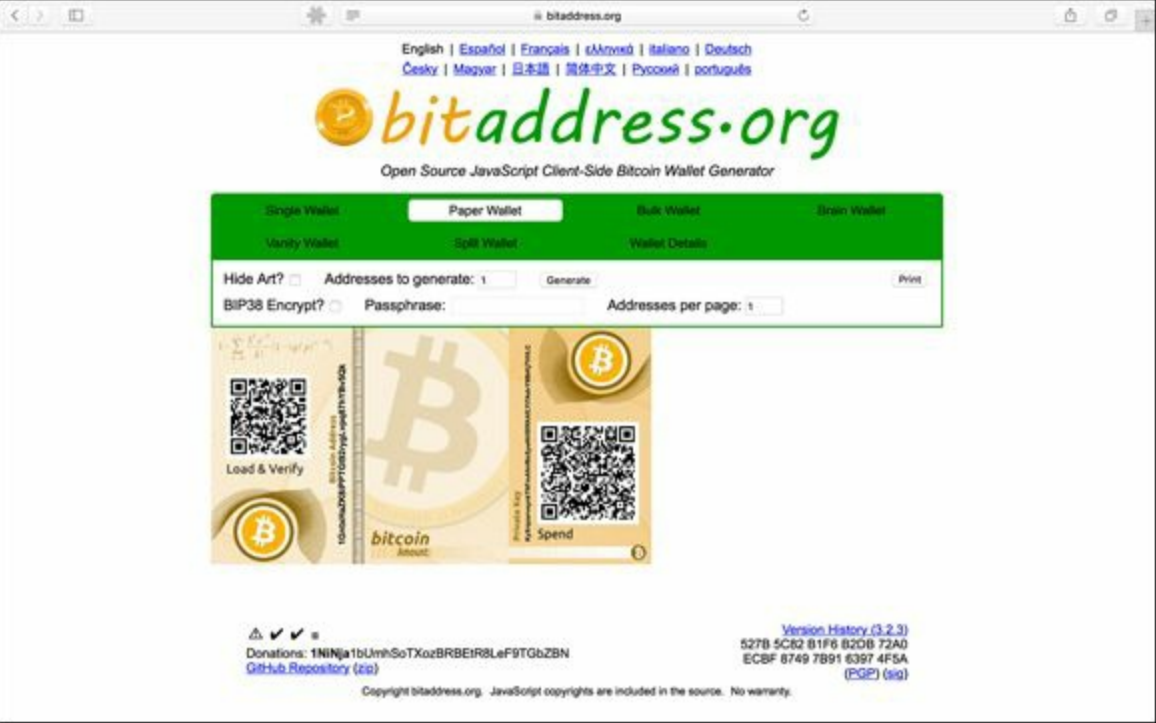 bitaddress.org
English | Español | Français | ελληνικά | italiano | Deutsch
Česky | Magyar | 日本語 | 简体中文 | Русский | português
bitaddress.org
Open Source JavaScript Client-Side Bitcoin Wallet Generator
Single Wallet Paper Wallet Bulk Wallet Brain Wallet
Vanity Wallet Split Wallet Wallet Details
Hide Art? Addresses to generate: 1 Generate Print
BIP38 Encrypt? Passphrase: Addresses per page: 1
Load & Verify
Bitcoin Address
bitcoin
Amount:
Private Key
Spend
Donations: 1NiNja1bUmhSoTXozBRBEtR8LeF9TGbZBN
GitHub Repository (zip)
Version History (3.2.3)
527B 5C82 B1F6 B2DB 72A0
ECBF 8749 7B91 6397 4F5A
(PGP) (sig)
Copyright bitaddress.org. JavaScript copyrights are included in the source. No warranty.